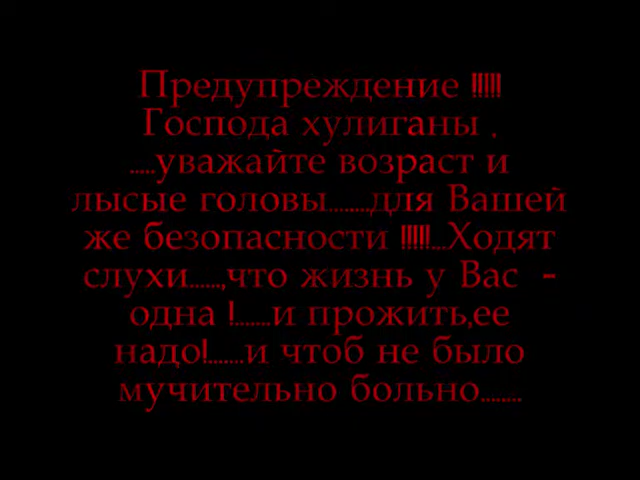 Предупреждение !!!!!
Господа хулиганы ,
.....уважайте возраст и
лысые головы........для Вашей
же безопасности !!!!!...Ходят
слухи......,что жизнь у Вас -
одна !.......и прожить,ее
надо!.......и чтоб не было
мучительно больно........